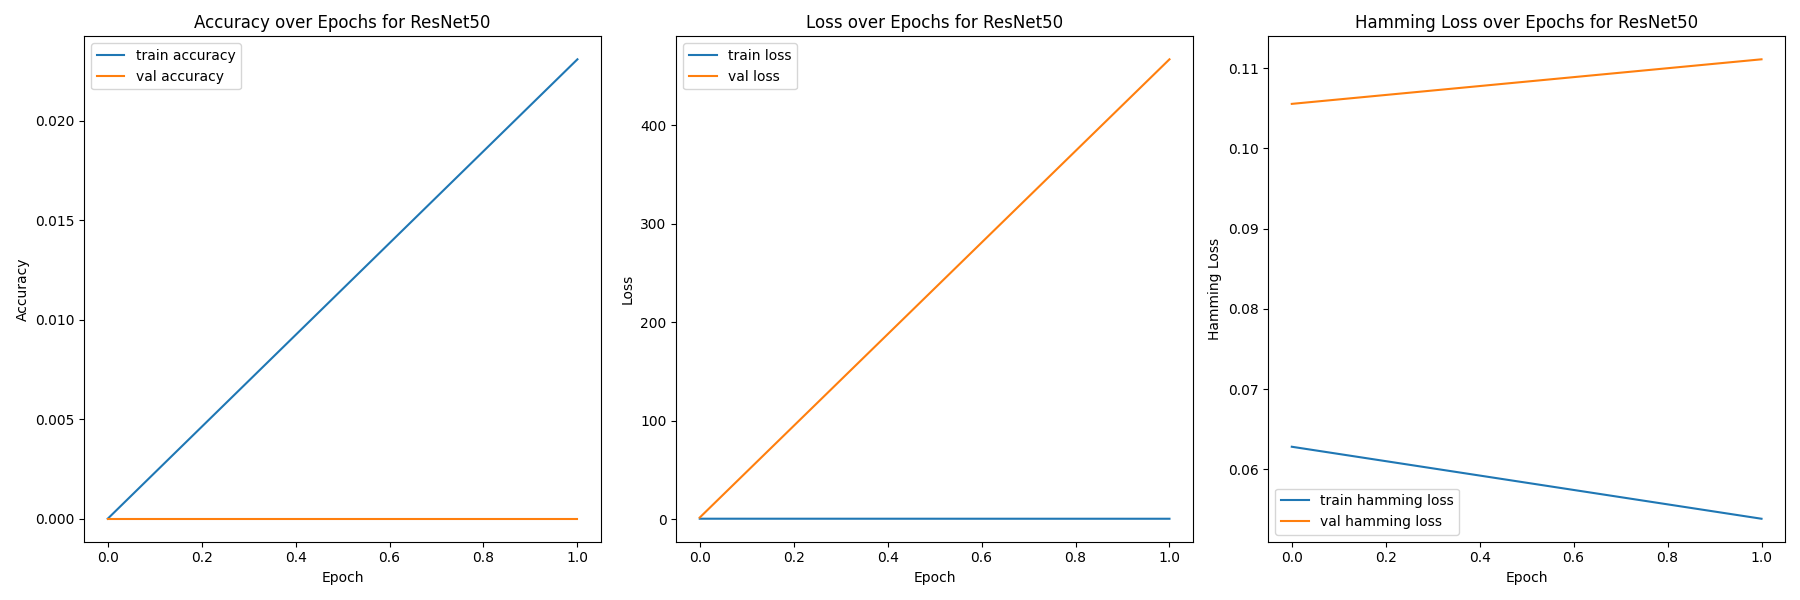 Accuracy over Epochs for ResNet50
train accuracy
val accuracy
0.020
0.015
0.010
0.005
0.000
Accuracy
0.0 0.2 0.4 0.6 0.8 1.0
Epoch
Loss over Epochs for ResNet50
train loss
val loss
400
300
200
100
0
Loss
0.0 0.2 0.4 0.6 0.8 1.0
Epoch
Hamming Loss over Epochs for ResNet50
0.11
0.10
0.09
0.08
0.07
0.06
Hamming Loss
train hamming loss
val hamming loss
0.0 0.2 0.4 0.6 0.8 1.0
Epoch